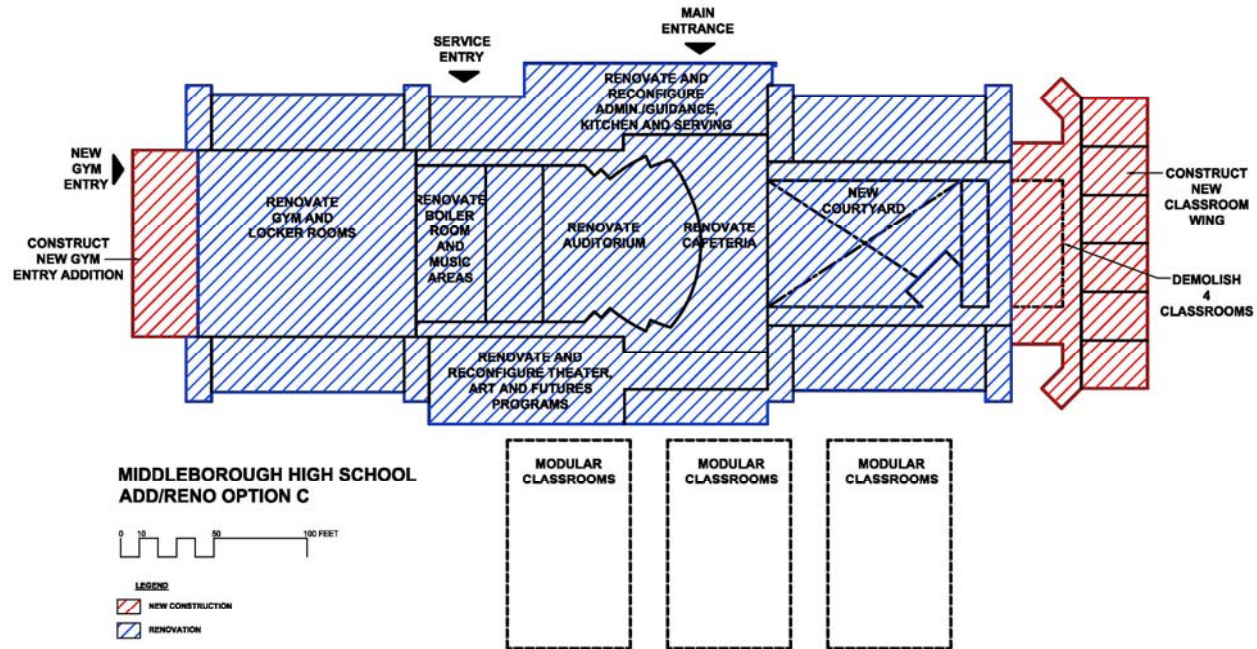 MAIN
ENTRANCE
SERVICE
ENTRY
RENOVATE AND
RECONFIGURE
ADMIN./GUIDANCE,
KITCHEN AND SERVING
NEW
GYM
ENTRY
CONSTRUCT
NEW GYM
ENTRY ADDITION
RENOVATE
GYM AND
LOCKER ROOMS
RENOVATE
BOILER
ROOM
AND
MUSIC
AREAS
RENOVATE
AUDITORIUM
RENOVATE
CAFETERIA
NEW
COURTYARD
CONSTRUCT
NEW
CLASSROOM
WING
DEMOLISH
4
CLASSROOMS
RENOVATE AND
RECONFIGURE THEATER,
ART AND FUTURES
PROGRAMS
MODULAR
CLASSROOMS
MODULAR
CLASSROOMS
MODULAR
CLASSROOMS
MIDDLEBOROUGH HIGH SCHOOL
ADD/RENO OPTION C
0 10 50 100 FEET
LEGEND
NEW CONSTRUCTION
RENOVATION